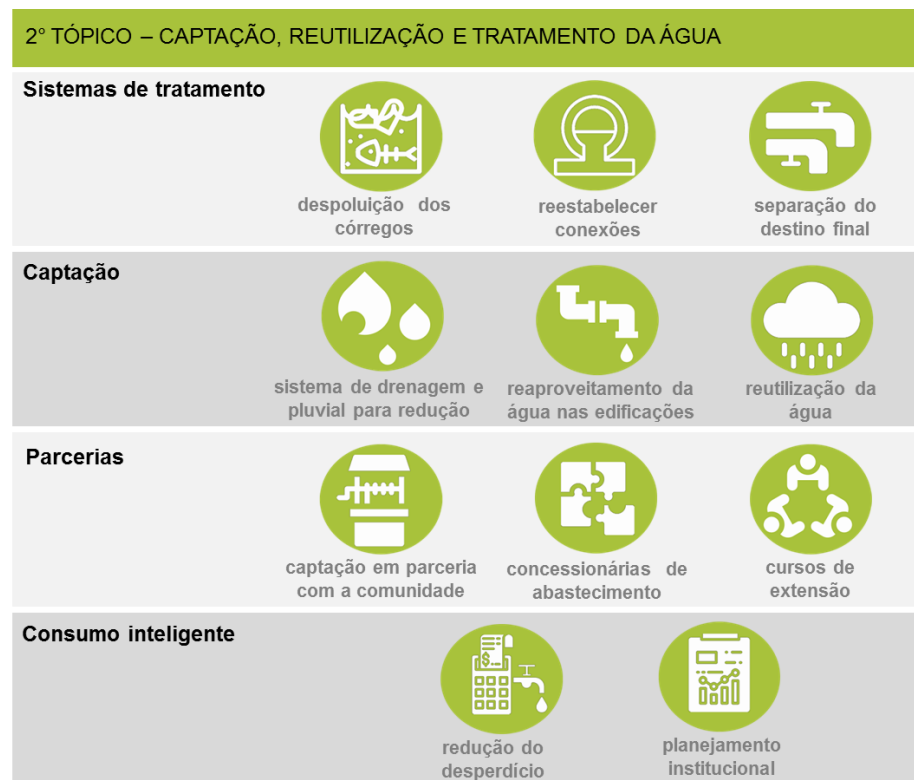 2° TÓPICO – CAPTAÇÃO, REUTILIZAÇÃO E TRATAMENTO DA ÁGUA
Sistemas de tratamento
despoluição dos
córregos
reestabelecer
conexões
separação do
destino final
Captação
sistema de drenagem e
pluvial para redução
reaproveitamento da
água nas edificações
reutilização da
água
Parcerias
captação em parceria
com a comunidade
concessionárias de
abastecimento
cursos de
extensão
Consumo inteligente
$
redução do
desperdício
planejamento
institucional